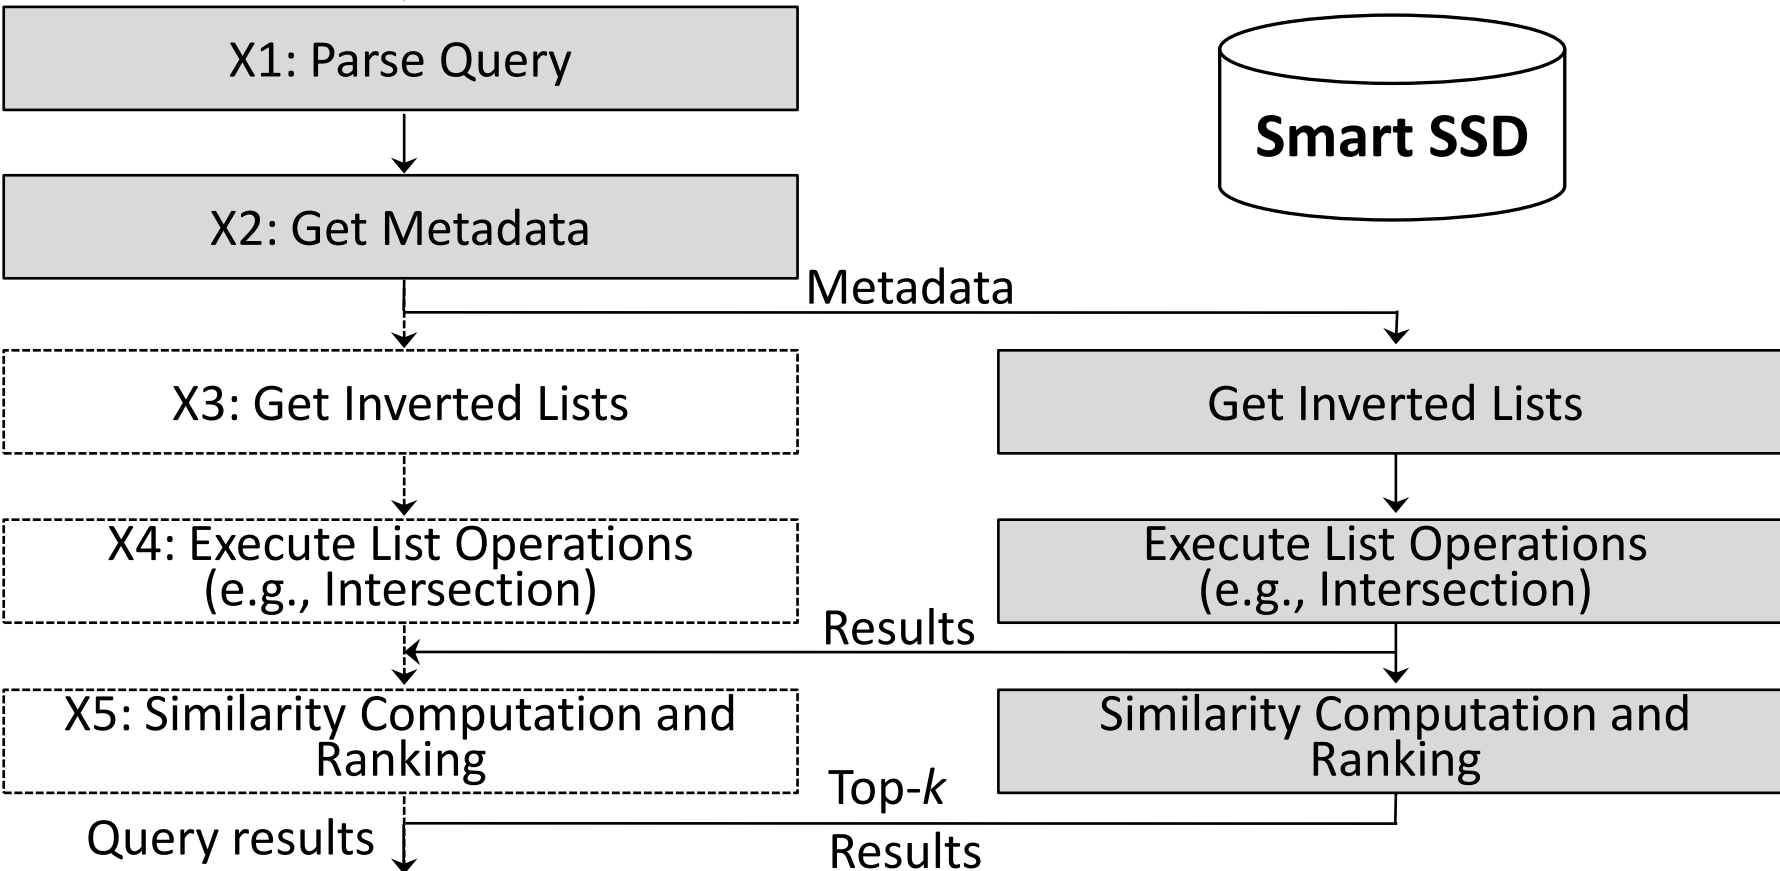 X1: Parse Query
Smart SSD
X2: Get Metadata
Metadata
X3: Get Inverted Lists
Get Inverted Lists
X4: Execute List Operations
(e.g., Intersection)
Execute List Operations
(e.g., Intersection)
Results
X5: Similarity Computation and
Ranking
Similarity Computation and
Ranking
Top-k
Results
Query results